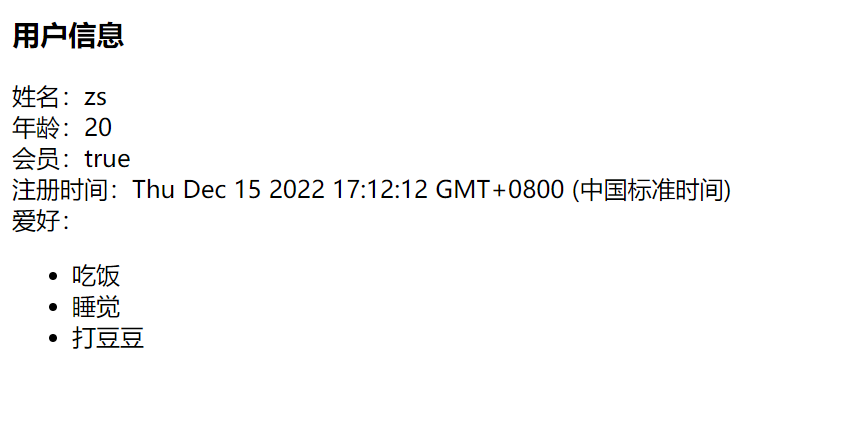 用户信息
姓名：zs
年龄：20
会员：true
注册时间：Thu Dec 15 2022 17:12:12 GMT+0800 (中国标准时间)
爱好：
吃饭
睡觉
打豆豆